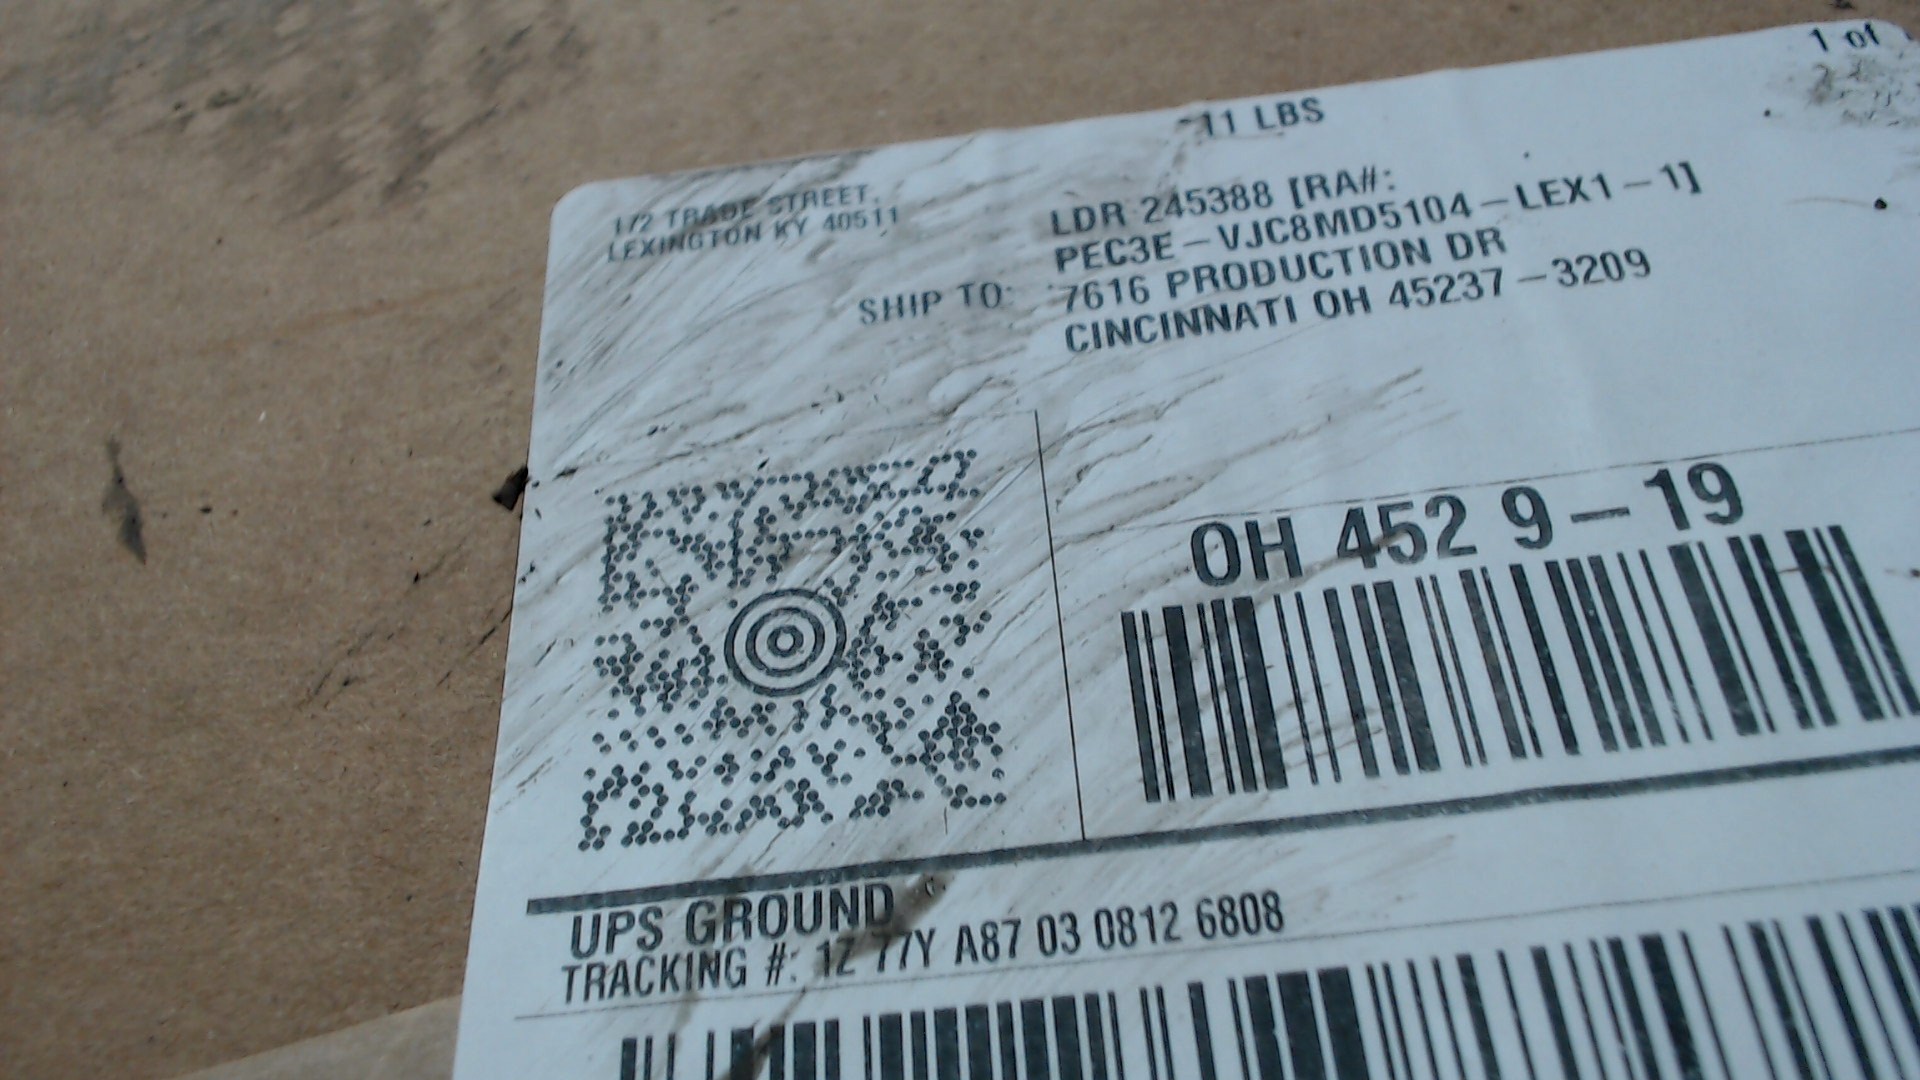 1 of
11 LBS
172 TRADE STREET,
LEXINGTON KY 40511
SHIP TO:
LDR 245388 [RA#:
PEC3E-VJC8MD5104-LEX1-1]
7616 PRODUCTION DR
CINCINNATI OH 45237-3209
OH 452 9-19
UPS GROUND
TRACKING #: 1Z 77Y A87 03 0812 6808